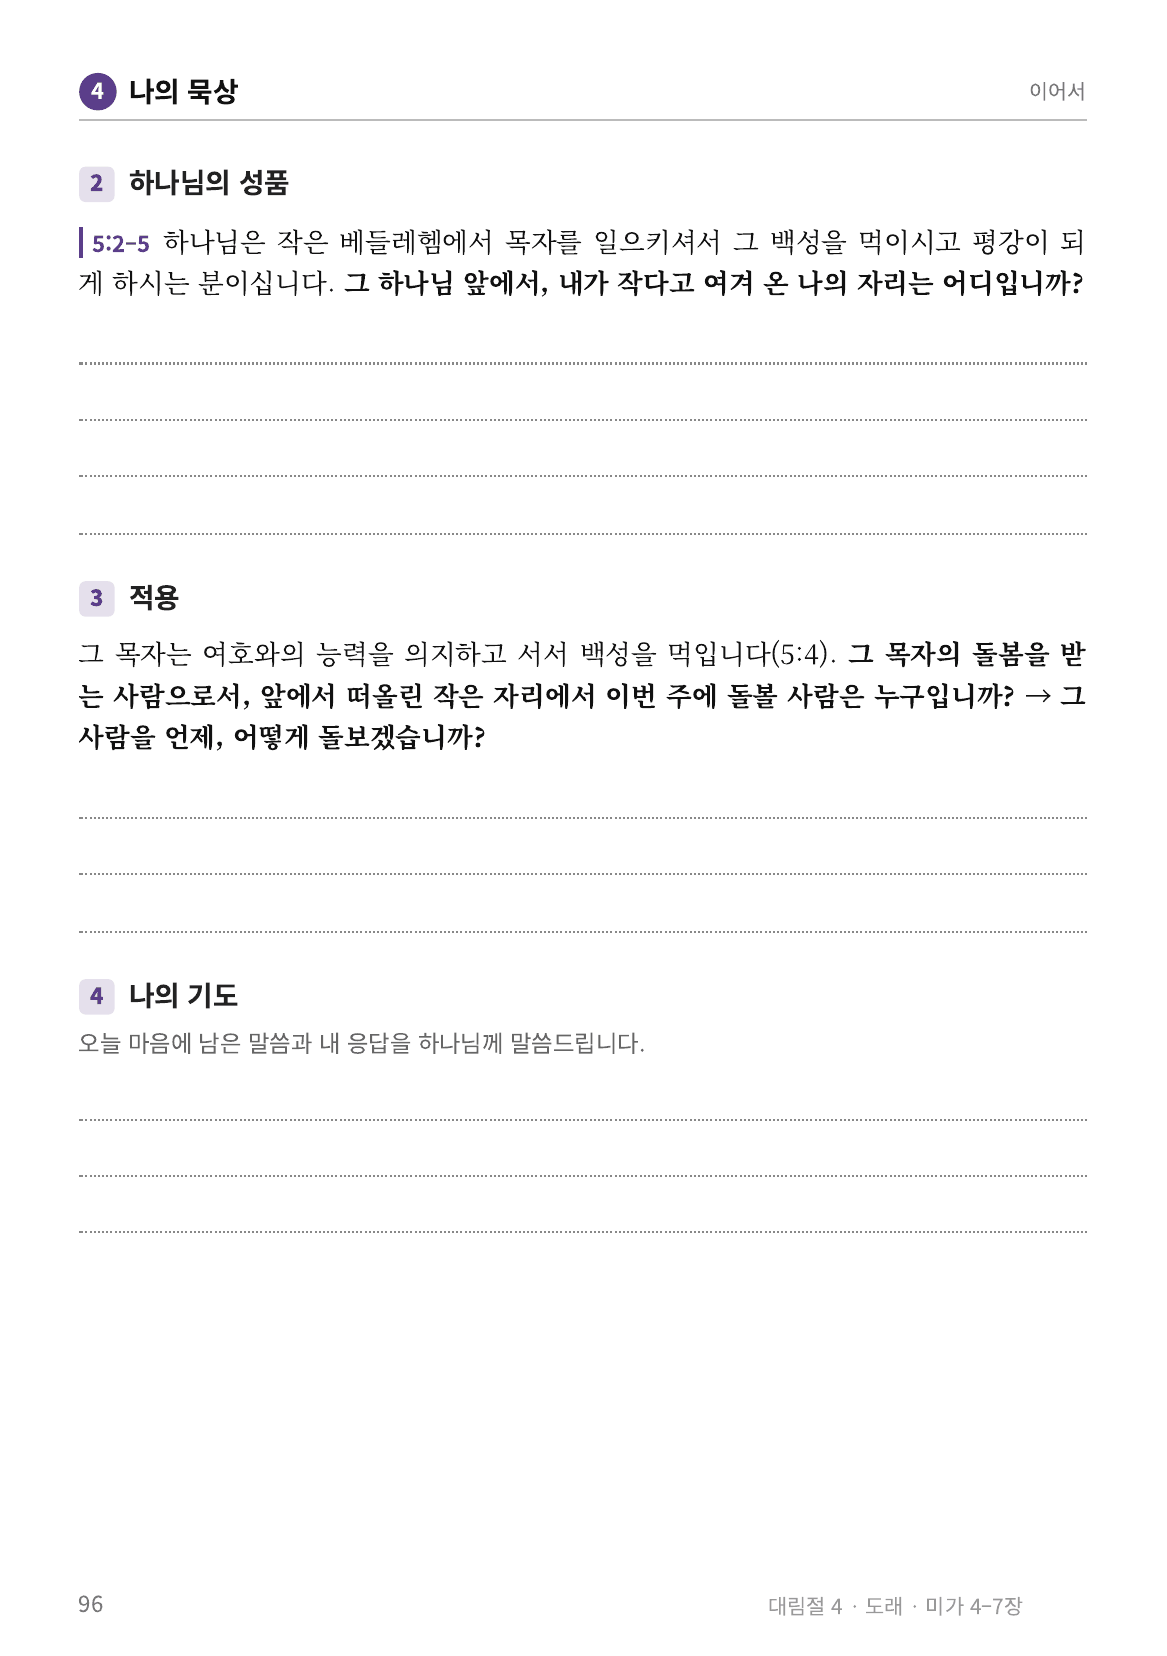 4 나의 묵상 이어서
2 하나님의 성품
5:2–5 하나님은 작은 베들레헴에서 목자를 일으키셔서 그 백성을 먹이시고 평강이 되
게 하시는 분이십니다. 그 하나님 앞에서, 내가 작다고 여겨 온 나의 자리는 어디입니까?
3 적용
그 목자는 여호와의 능력을 의지하고 서서 백성을 먹입니다(5:4). 그 목자의 돌봄을 받
는 사람으로서, 앞에서 떠올린 작은 자리에서 이번 주에 돌볼 사람은 누구입니까? → 그
사람을 언제, 어떻게 돌보겠습니까?
4 나의 기도
오늘 마음에 남은 말씀과 내 응답을 하나님께 말씀드립니다.
96 대림절 4 · 도래 · 미가 4–7장